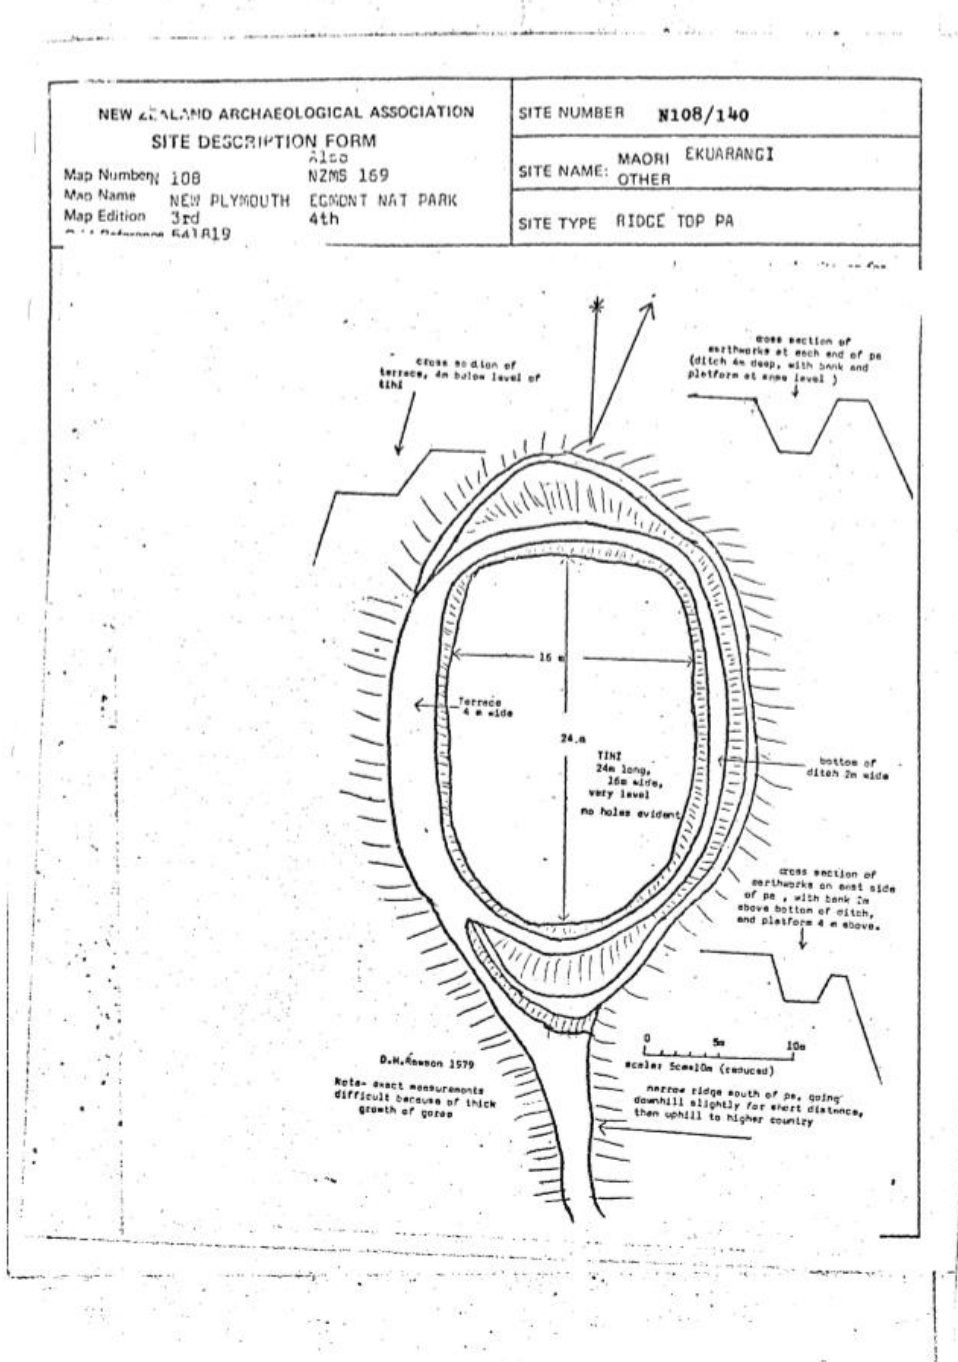 NEW ZEALAND ARCHAEOLOGICAL ASSOCIATION
SITE DESCRIPTION FORM
Also
Map Number N 108 NZMS 169
Map Name NEW PLYMOUTH EGMONT NAT PARK
Map Edition 3rd 4th
641819
SITE NUMBER N108/140
SITE NAME: MAORI EKUARANGI
OTHER
SITE TYPE RIDGE TOP PA
cross section of
terrace, 4m below level of
tihi
cross section of
earthworks at each end of pa
(ditch 4m deep, with bank and
platform at same level )
16 m
Terrace
4 m wide
24 m
TIHI
24m long,
16m wide,
very level
no holes evident
bottom of
ditch 2m wide
cross section of
earthworks on east side
of pa , with bank 2m
above bottom of ditch,
and platform 4 m above.
0 5m 10m
scale: 5cm=10m (reduced)
D.H.Rawson 1979
Note- exact measurements
difficult because of thick
growth of gorse
narrow ridge south of pa, going
downhill slightly for short distance,
then uphill to higher country